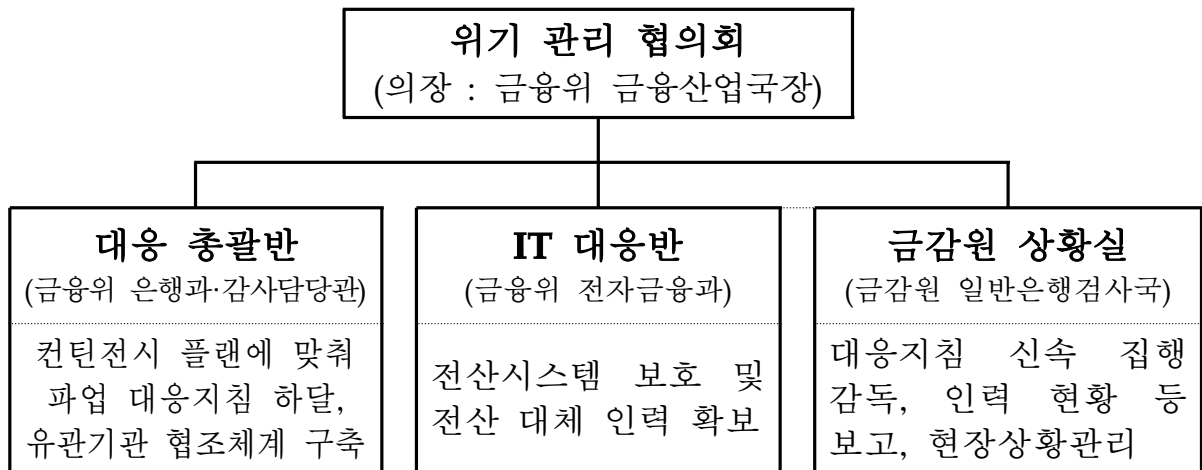 위기 관리 협의회
(의장 : 금융위 금융산업국장)
대응 총괄반
(금융위 은행과·감사담당관)
컨틴전시 플랜에 맞춰
파업 대응지침 하달,
유관기관 협조체계 구축
IT 대응반
(금융위 전자금융과)
전산시스템 보호 및
전산 대체 인력 확보
금감원 상황실
(금감원 일반은행검사국)
대응지침 신속 집행
감독, 인력 현황 등
보고, 현장상황관리